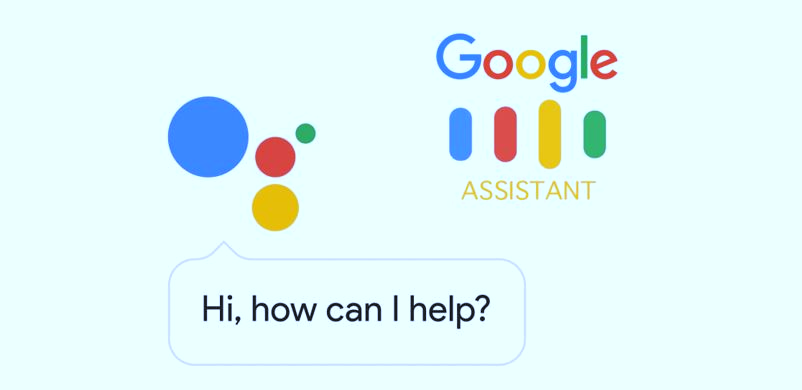 Google
ASSISTANT
Hi, how can I help?